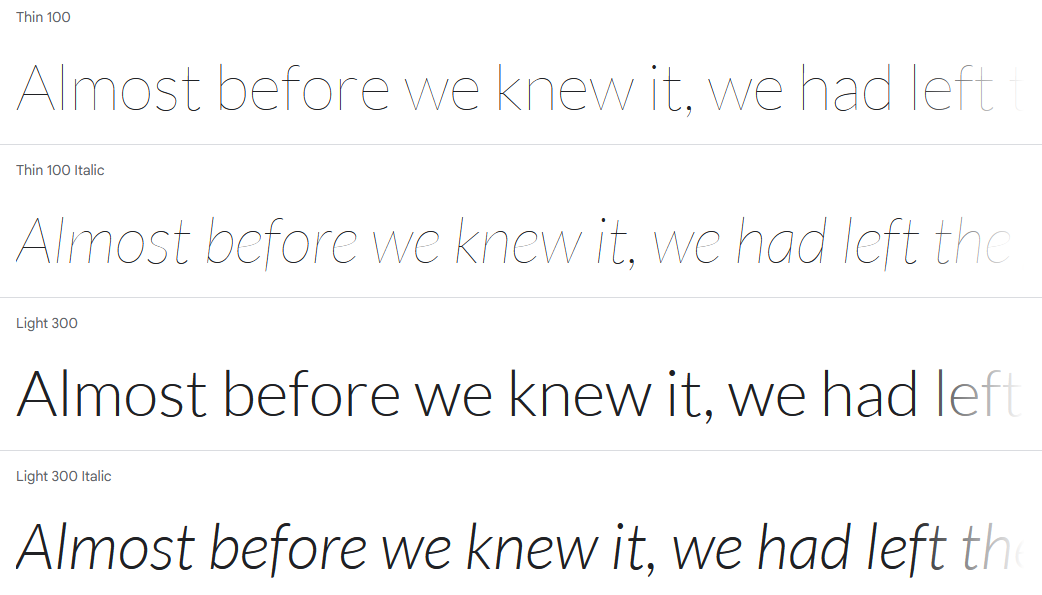 Thin 100
Almost before we knew it, we had left t
Thin 100 Italic
Almost before we knew it, we had left the
Light 300
Almost before we knew it, we had left
Light 300 Italic
Almost before we knew it, we had left the